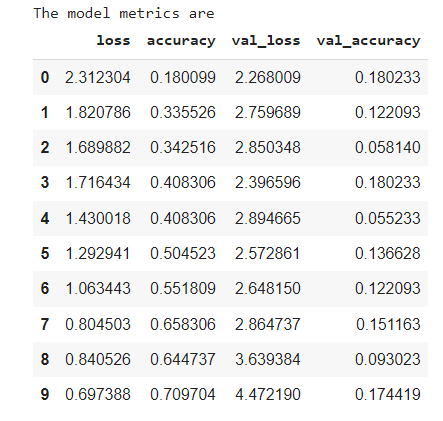 The model metrics are
loss accuracy val_loss val_accuracy
0 2.312304 0.180099 2.268009 0.180233
1 1.820786 0.335526 2.759689 0.122093
2 1.689882 0.342516 2.850348 0.058140
3 1.716434 0.408306 2.396596 0.180233
4 1.430018 0.408306 2.894665 0.055233
5 1.292941 0.504523 2.572861 0.136628
6 1.063443 0.551809 2.648150 0.122093
7 0.804503 0.658306 2.864737 0.151163
8 0.840526 0.644737 3.639384 0.093023
9 0.697388 0.709704 4.472190 0.174419